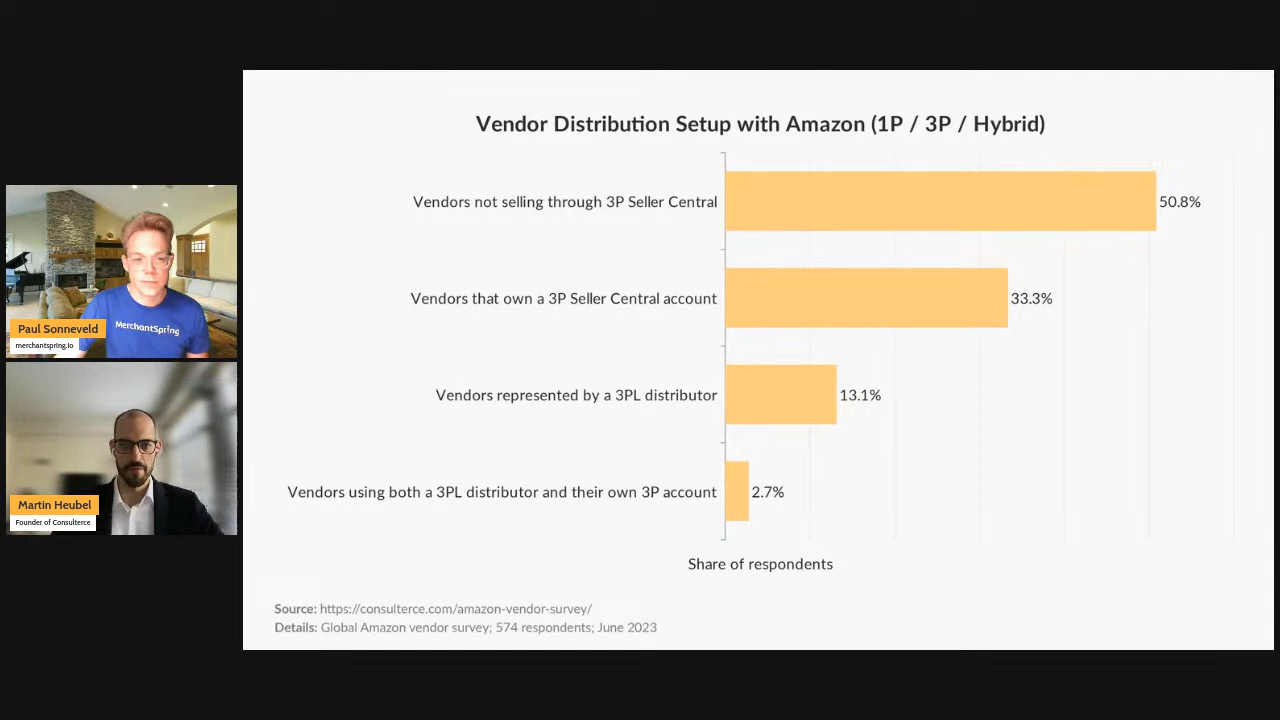 Vendor Distribution Setup with Amazon (1P / 3P / Hybrid)
Vendors not selling through 3P Seller Central
50.8%
Vendors that own a 3P Seller Central account
33.3%
Vendors represented by a 3PL distributor
13.1%
Vendors using both a 3PL distributor and their own 3P account
2.7%
Share of respondents
Source: https://consulterce.com/amazon-vendor-survey/
Details: Global Amazon vendor survey; 574 respondents; June 2023
MerchantSpring
Paul Sonneveld
merchantspring.io
Martin Heubel
Founder of Consulterce